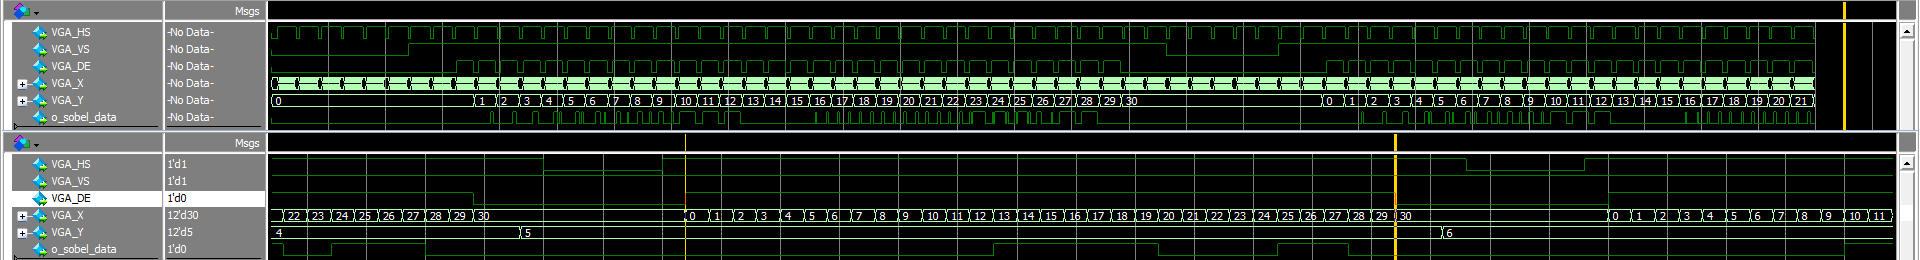 Msgs
VGA_HS -No Data-
VGA_VS -No Data-
VGA_DE -No Data-
VGA_X -No Data-
VGA_Y -No Data- 0 1 2 3 4 5 6 7 8 9 10 11 12 13 14 15 16 17 18 19 20 21 22 23 24 25 26 27 28 29 30 0 1 2 3 4 5 6 7 8 9 10 11 12 13 14 15 16 17 18 19 20 21
o_sobel_data -No Data-
Msgs
VGA_HS 1'd1
VGA_VS 1'd1
VGA_DE 1'd0
VGA_X 12'd30 22 23 24 25 26 27 28 29 30 0 1 2 3 4 5 6 7 8 9 10 11 12 13 14 15 16 17 18 19 20 21 22 23 24 25 26 27 28 29 30 0 1 2 3 4 5 6 7 8 9 10 11
VGA_Y 12'd5 4 5 6
o_sobel_data 1'd0